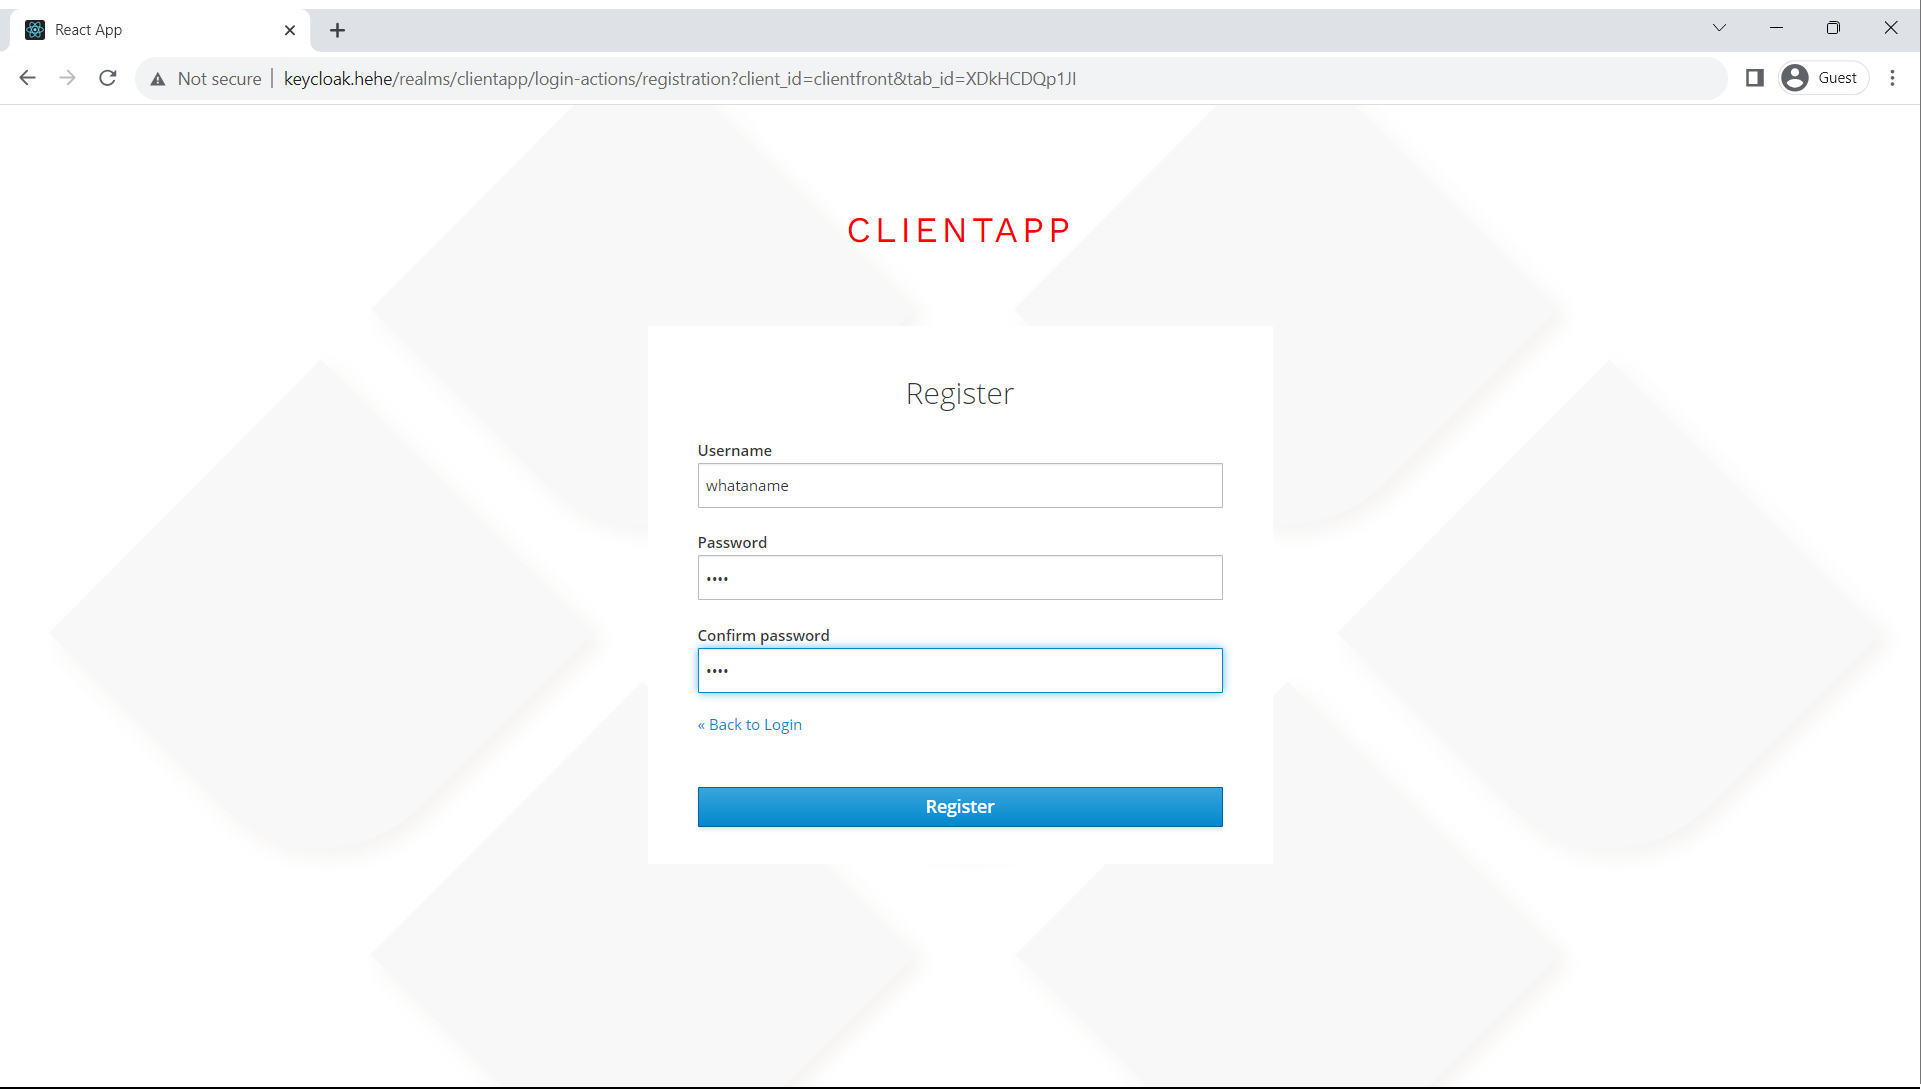 React App
Not secure
keycloak.hehe/realms/clientapp/login-actions/registration?client_id=clientfront&tab_id=XDkHCDQp1JI
Guest
CLIENTAPP
Register
Username
whataname
Password
••••
Confirm password
••••
« Back to Login
Register